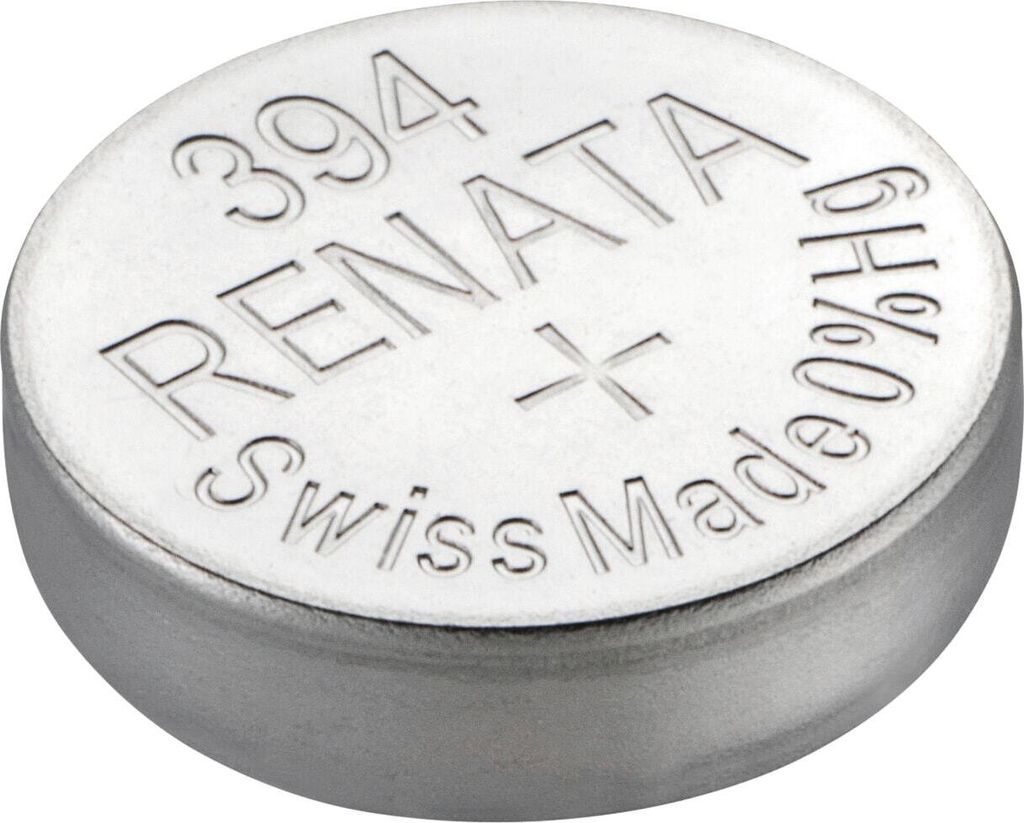 394
RENATA
+
Swiss Made 0%Hg